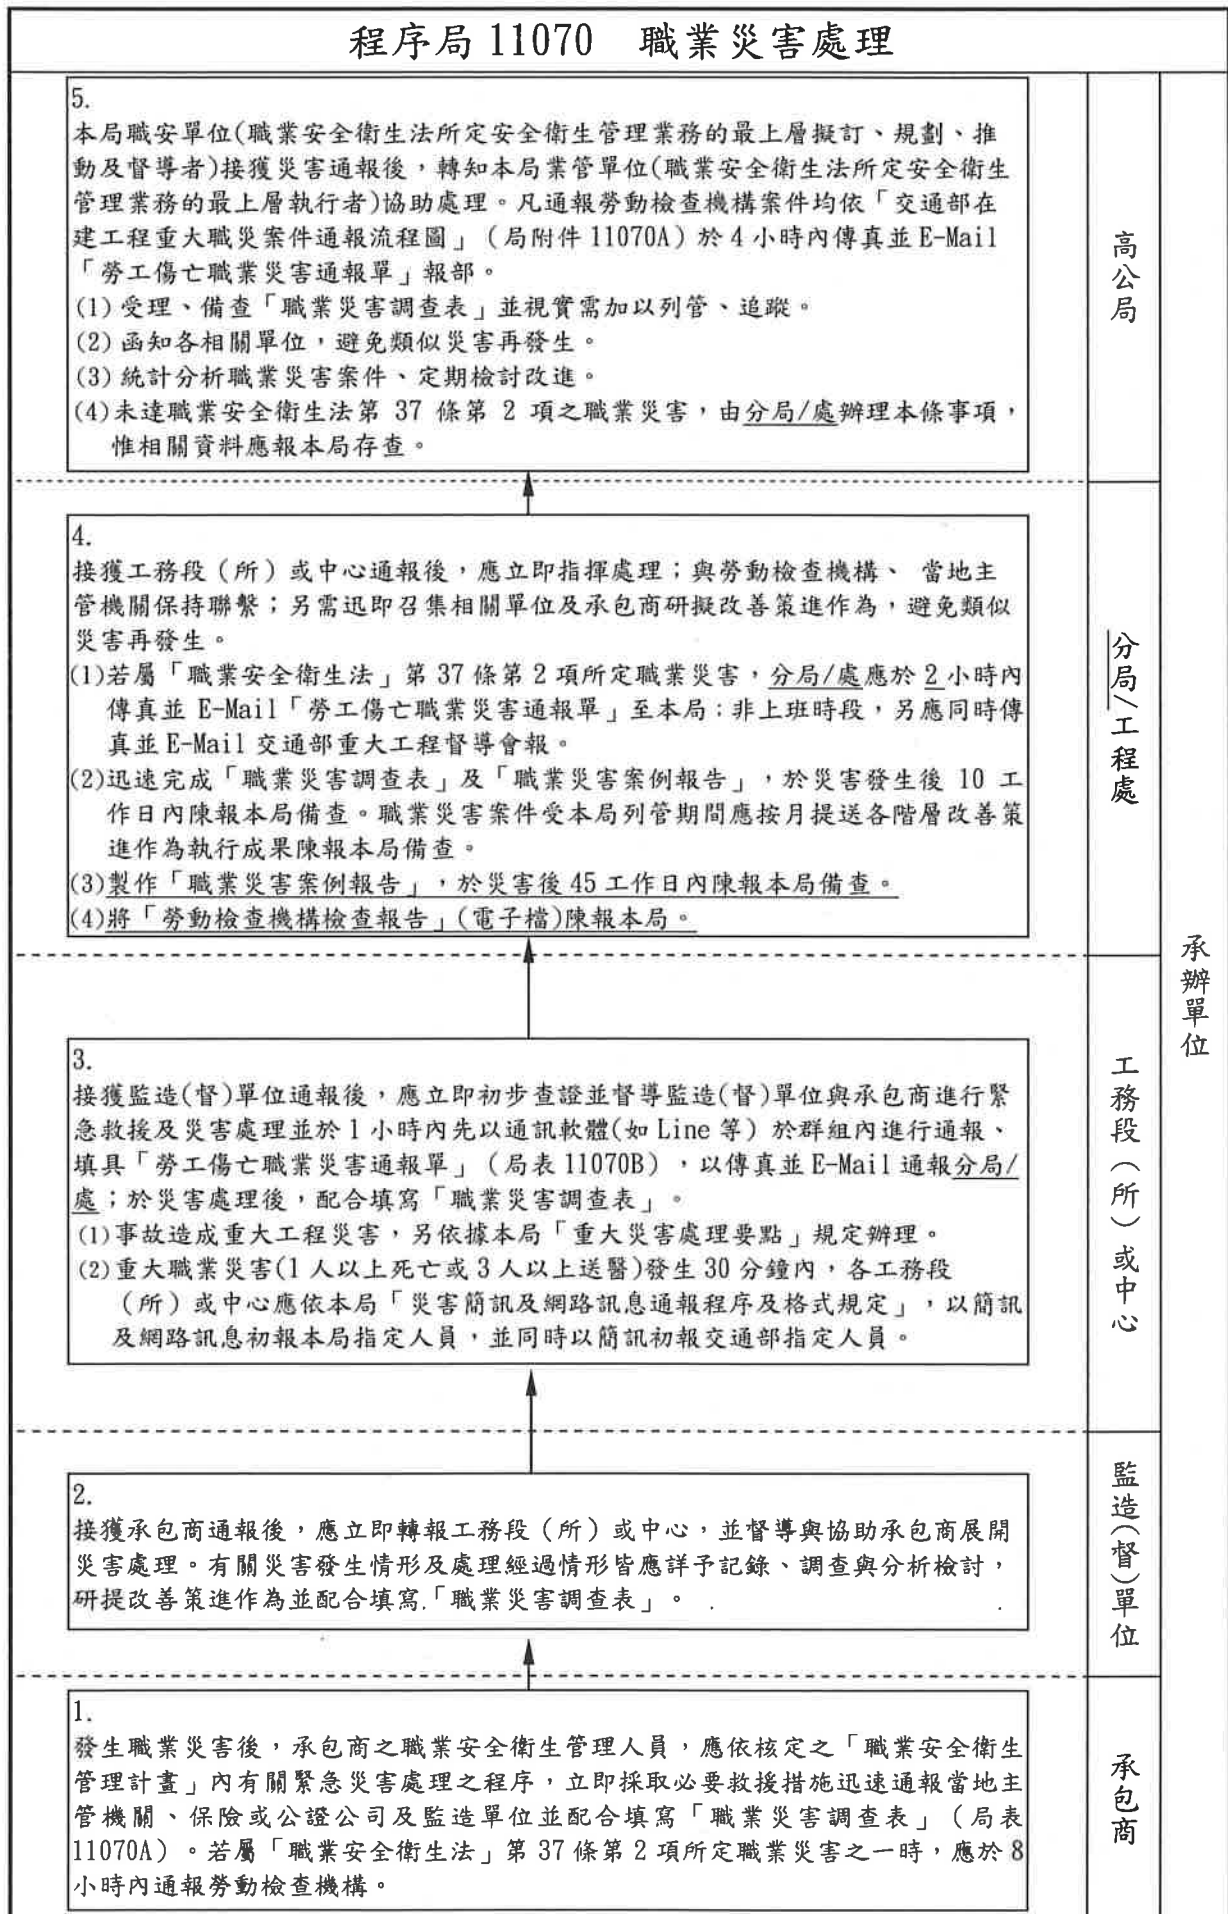 程序局 11070　職業災害處理
5.
本局職安單位(職業安全衛生法所定安全衛生管理業務的最上層擬訂、規劃、推
動及督導者)接獲災害通報後，轉知本局業管單位(職業安全衛生法所定安全衛生
管理業務的最上層執行者)協助處理。凡通報勞動檢查機構案件均依「交通部在
建工程重大職災案件通報流程圖」（局附件 11070A）於 4 小時內傳真並 E-Mail
「勞工傷亡職業災害通報單」報部。
(1)受理、備查「職業災害調查表」並視實需加以列管、追蹤。
(2)函知各相關單位，避免類似災害再發生。
(3)統計分析職業災害案件、定期檢討改進。
(4)未達職業安全衛生法第 37 條第 2 項之職業災害，由分局/處辦理本條事項，
惟相關資料應報本局存查。
高公局
4.
接獲工務段（所）或中心通報後，應立即指揮處理；與勞動檢查機構、 當地主
管機關保持聯繫；另需迅即召集相關單位及承包商研擬改善策進作為，避免類似
災害再發生。
(1)若屬「職業安全衛生法」第 37 條第 2 項所定職業災害，分局/處應於 2 小時內
傳真並 E-Mail「勞工傷亡職業災害通報單」至本局；非上班時段，另應同時傳
真並 E-Mail 交通部重大工程督導會報。
(2)迅速完成「職業災害調查表」及「職業災害案例報告」，於災害發生後 10 工
作日內陳報本局備查。職業災害案件受本局列管期間應按月提送各階層改善策
進作為執行成果陳報本局備查。
(3)製作「職業災害案例報告」，於災害後 45 工作日內陳報本局備查。
(4)將「勞動檢查機構檢查報告」(電子檔)陳報本局。
分局/工程處
承辦單位
3.
接獲監造(督)單位通報後，應立即初步查證並督導監造(督)單位與承包商進行緊
急救援及災害處理並於 1 小時內先以通訊軟體(如 Line 等）於群組內進行通報、
填具「勞工傷亡職業災害通報單」（局表 11070B），以傳真並 E-Mail 通報分局/
處；於災害處理後，配合填寫「職業災害調查表」。
(1)事故造成重大工程災害，另依據本局「重大災害處理要點」規定辦理。
(2)重大職業災害(1 人以上死亡或 3 人以上送醫)發生 30 分鐘內，各工務段
（所）或中心應依本局「災害簡訊及網路訊息通報程序及格式規定」，以簡訊
及網路訊息初報本局指定人員，並同時以簡訊初報交通部指定人員。
工務段（所）或中心
2.
接獲承包商通報後，應立即轉報工務段（所）或中心，並督導與協助承包商展開
災害處理。有關災害發生情形及處理經過情形皆應詳予記錄、調查與分析檢討，
研提改善策進作為並配合填寫「職業災害調查表」。
監造(督)單位
1.
發生職業災害後，承包商之職業安全衛生管理人員，應依核定之「職業安全衛生
管理計畫」內有關緊急災害處理之程序，立即採取必要救援措施迅速通報當地主
管機關、保險或公證公司及監造單位並配合填寫「職業災害調查表」（局表
11070A）。若屬「職業安全衛生法」第 37 條第 2 項所定職業災害之一時，應於 8
小時內通報勞動檢查機構。
承包商